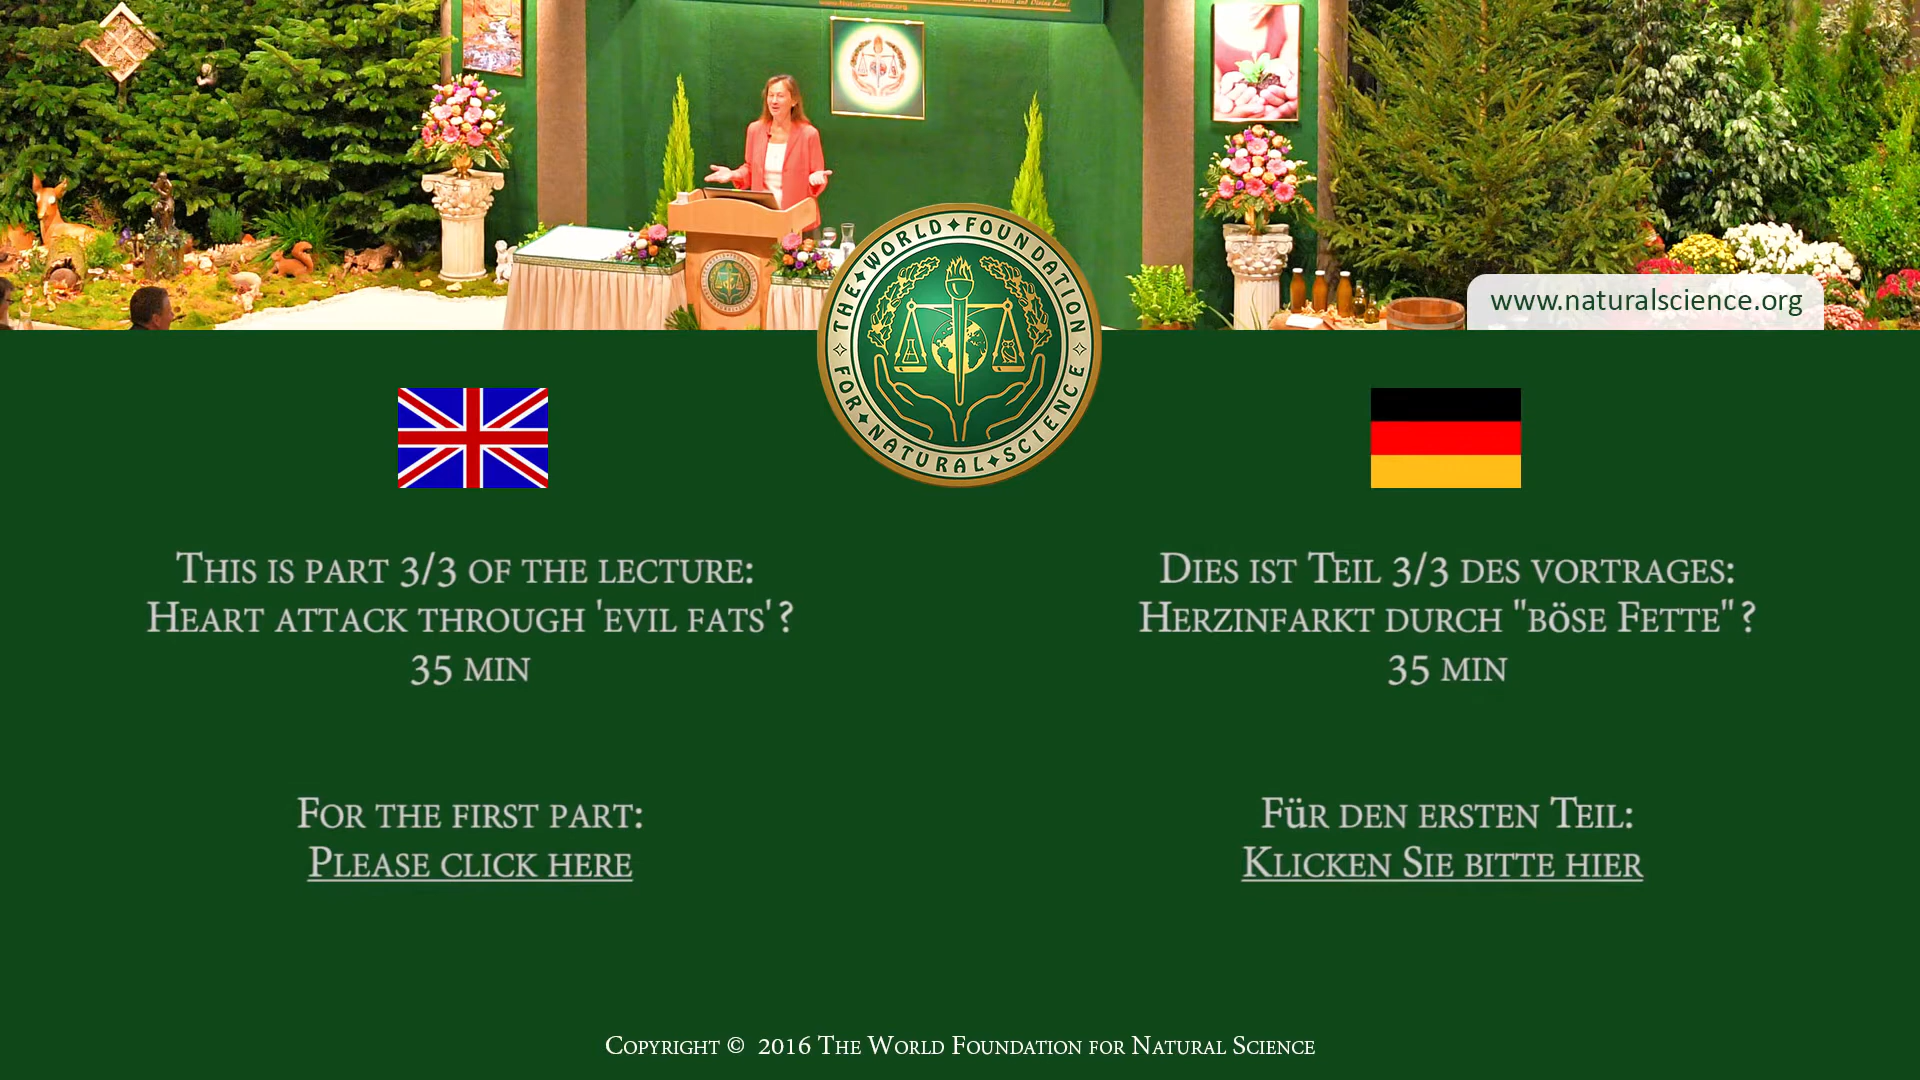 www.NaturalScience.org
www.naturalscience.org
THE WORLD FOUNDATION FOR NATURAL SCIENCE
This is part 3/3 of the lecture:
Heart attack through 'evil fats'?
35 min
For the first part:
Please click here
Dies ist Teil 3/3 des vortrages:
Herzinfarkt durch "böse Fette"?
35 min
Für den ersten Teil:
Klicken Sie bitte hier
Copyright © 2016 The World Foundation for Natural Science